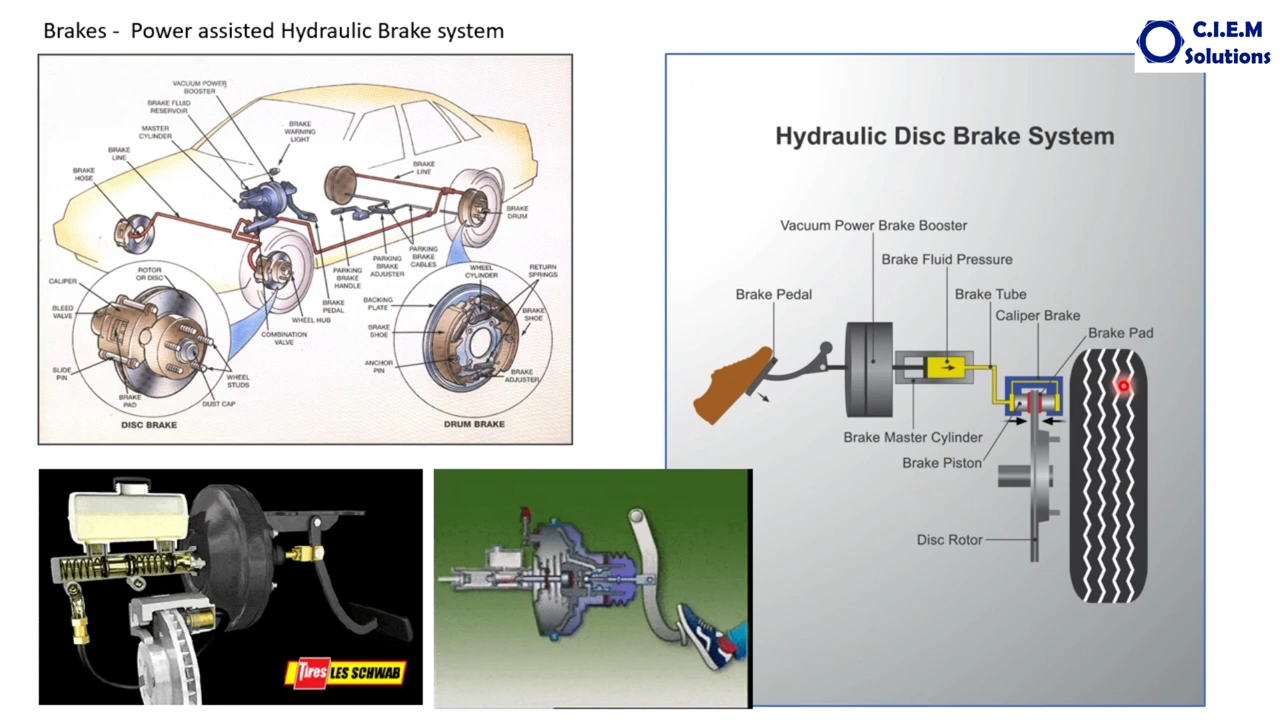 Brakes -  Power assisted Hydraulic Brake system
C.I.E.M
Solutions
VACUUM POWER
BOOSTER
BRAKE FLUID
RESERVOIR
MASTER
CYLINDER
BRAKE
WARNING
LIGHT
BRAKE
LINE
BRAKE
HOSE
BRAKE
LINE
BRAKE
DRUM
PARKING
BRAKE
CABLES
PARKING
BRAKE
ADJUSTER
PARKING
BRAKE
HANDLE
BRAKE
PEDAL
WHEEL HUB
COMBINATION
VALVE
ROTOR
OR DISC
CALIPER
BLEED
VALVE
SLIDE
PIN
BRAKE
PAD
DUST CAP
WHEEL
STUDS
DISC BRAKE
WHEEL
CYLINDER
RETURN
SPRINGS
BACKING
PLATE
BRAKE
SHOE
BRAKE
SHOE
ANCHOR
PIN
BRAKE
ADJUSTER
DRUM BRAKE
Hydraulic Disc Brake System
Vacuum Power Brake Booster
Brake Fluid Pressure
Brake Pedal
Brake Tube
Caliper Brake
Brake Pad
Brake Master Cylinder
Brake Piston
Disc Rotor
Tires LES SCHWAB